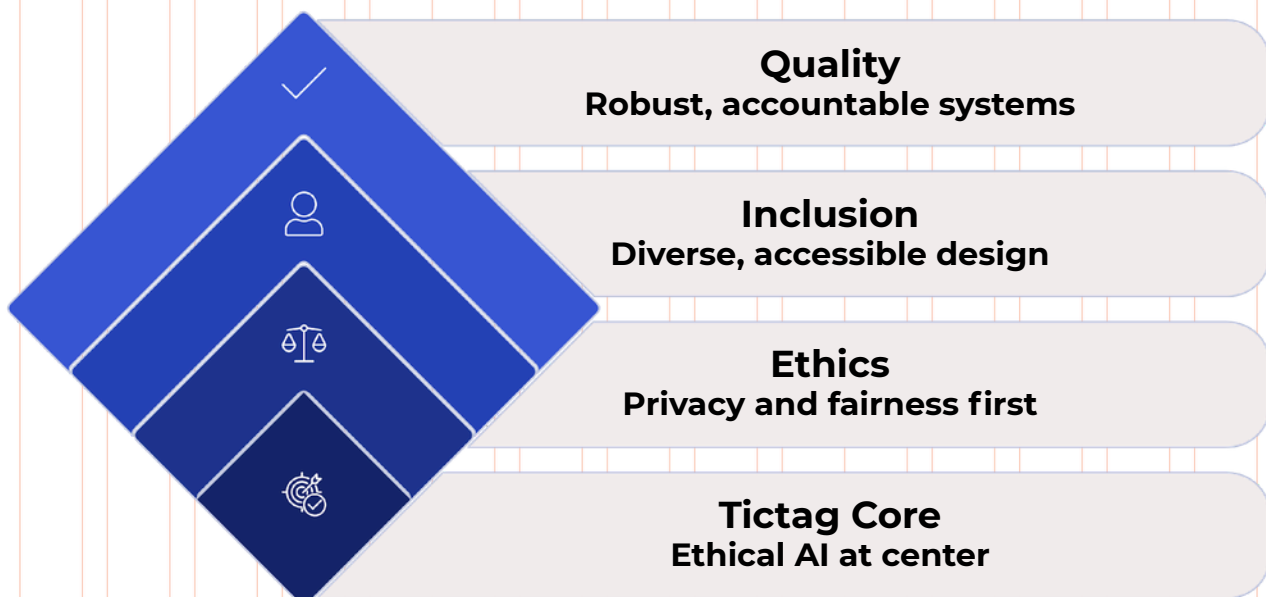 Quality
Robust, accountable systems
Inclusion
Diverse, accessible design
Ethics
Privacy and fairness first
Tictag Core
Ethical AI at center